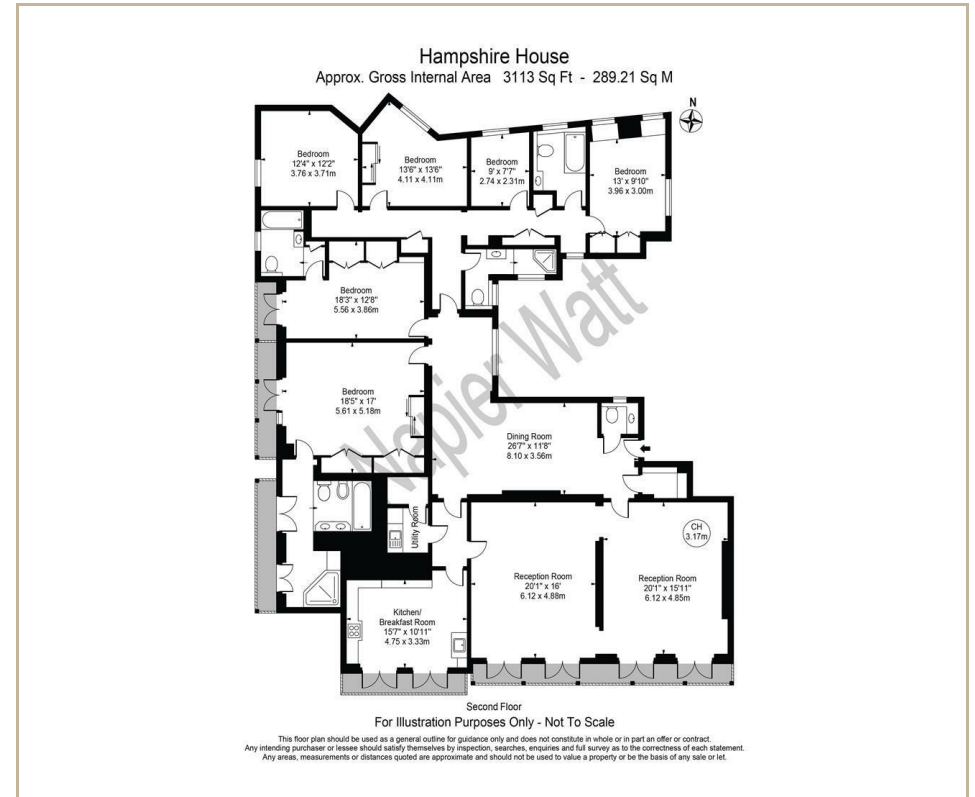 Hampshire House
Approx. Gross Internal Area 3113 Sq Ft - 289.21 Sq M
N
Bedroom
12'4" x 12'2"
3.76 x 3.71m
Bedroom
13'6" x 13'6"
4.11 x 4.11m
Bedroom
9' x 7'7"
2.74 x 2.31m
Bedroom
13' x 9'10"
3.96 x 3.00m
Bedroom
18'3" x 12'8"
5.56 x 3.86m
Bedroom
18'5" x 17'
5.61 x 5.18m
Napier Watt
Dining Room
26'7" x 11'8"
8.10 x 3.56m
Utility Room
CH
3.17m
Reception Room
20'1" x 16'
6.12 x 4.88m
Reception Room
20'1" x 15'11"
6.12 x 4.85m
Kitchen/
Breakfast Room
15'7" x 10'11"
4.75 x 3.33m
Second Floor
For Illustration Purposes Only - Not To Scale
This floor plan should be used as a general outline for guidance only and does not constitute in whole or in part an offer or contract.
Any intending purchaser or lessee should satisfy themselves by inspection, searches, enquiries and full survey as to the correctness of each statement.
Any areas, measurements or distances quoted are approximate and should not be used to value a property or be the basis of any sale or let.